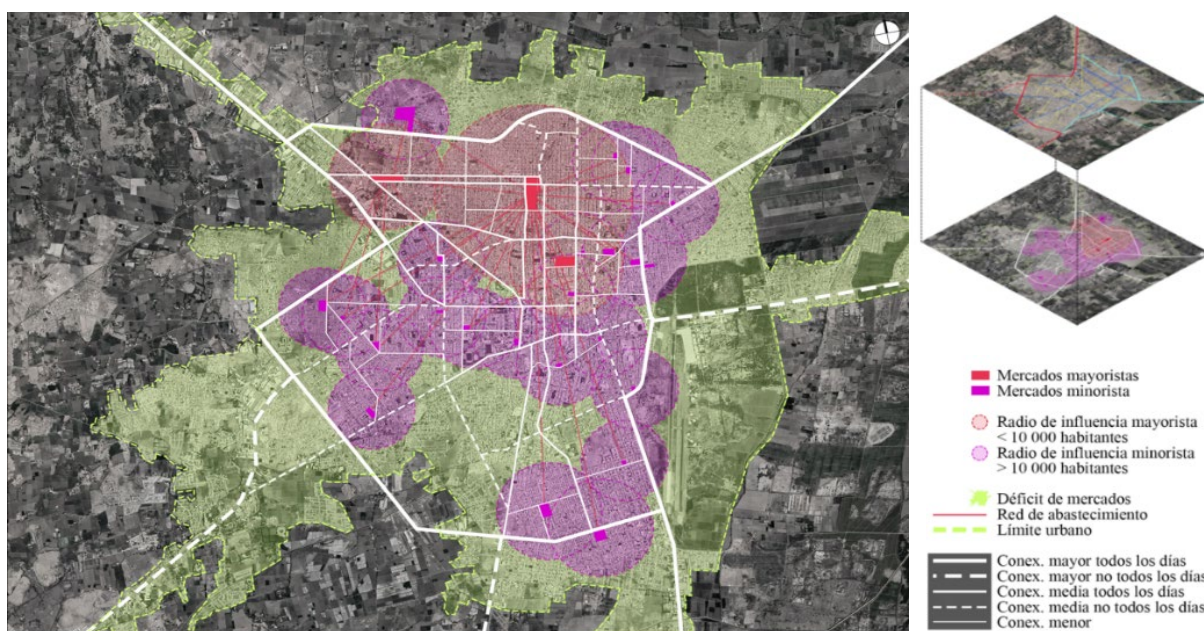 Mercados mayoristas
Mercados minorista
Radio de influencia mayorista
< 10 000 habitantes
Radio de influencia minorista
> 10 000 habitantes
Déficit de mercados
Red de abastecimiento
Límite urbano
Conex. mayor todos los días
Conex. mayor no todos los días
Conex. media todos los días
Conex. media no todos los días
Conex. menor